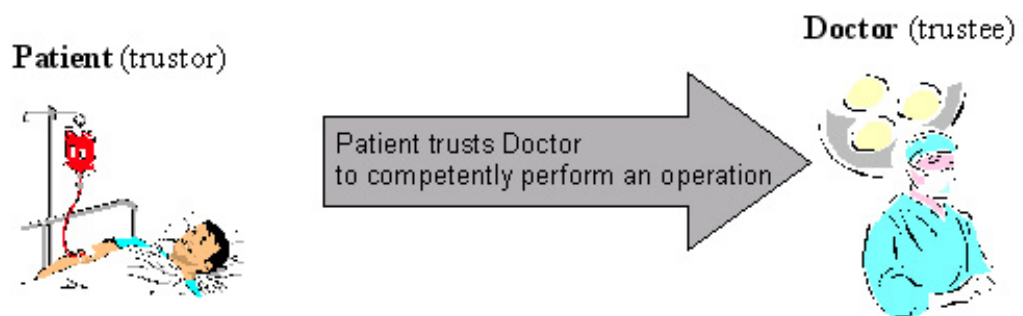 Patient (trustor)
Doctor (trustee)
Patient trusts Doctor
to competently perform an operation